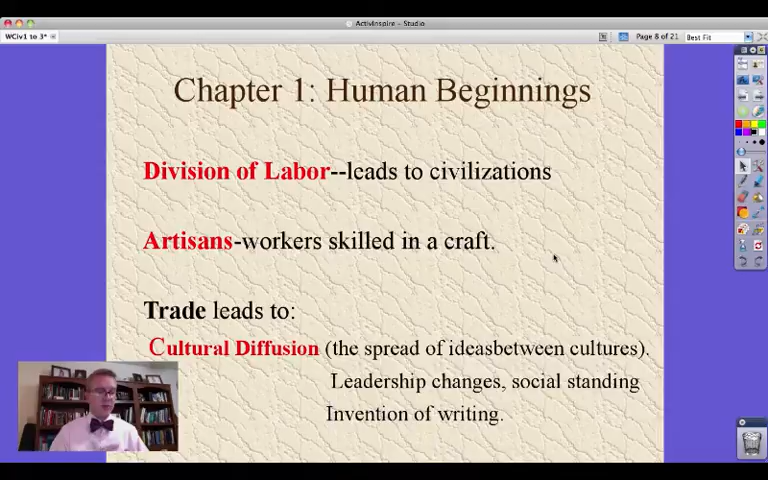 ActivInspire - Studio
WCiv1 to 3*
Page 8 of 21
Best Fit
Chapter 1: Human Beginnings
Division of Labor--leads to civilizations
Artisans-workers skilled in a craft.
Trade leads to:
Cultural Diffusion (the spread of ideasbetween cultures).
Leadership changes, social standing
Invention of writing.